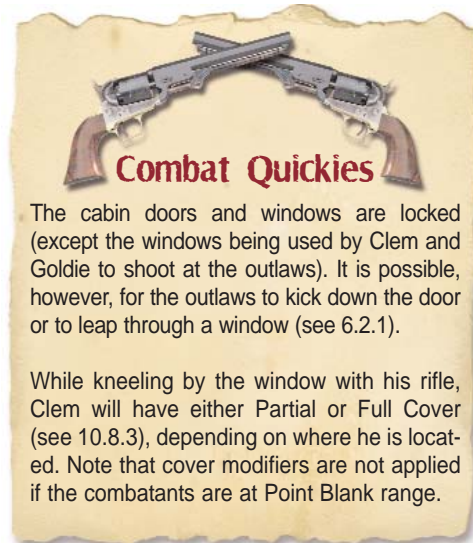 Combat Quickies
The cabin doors and windows are locked
(except the windows being used by Clem and
Goldie to shoot at the outlaws). It is possible,
however, for the outlaws to kick down the door
or to leap through a window (see 6.2.1).
While kneeling by the window with his rifle,
Clem will have either Partial or Full Cover
(see 10.8.3), depending on where he is locat-
ed. Note that cover modifiers are not applied
if the combatants are at Point Blank range.